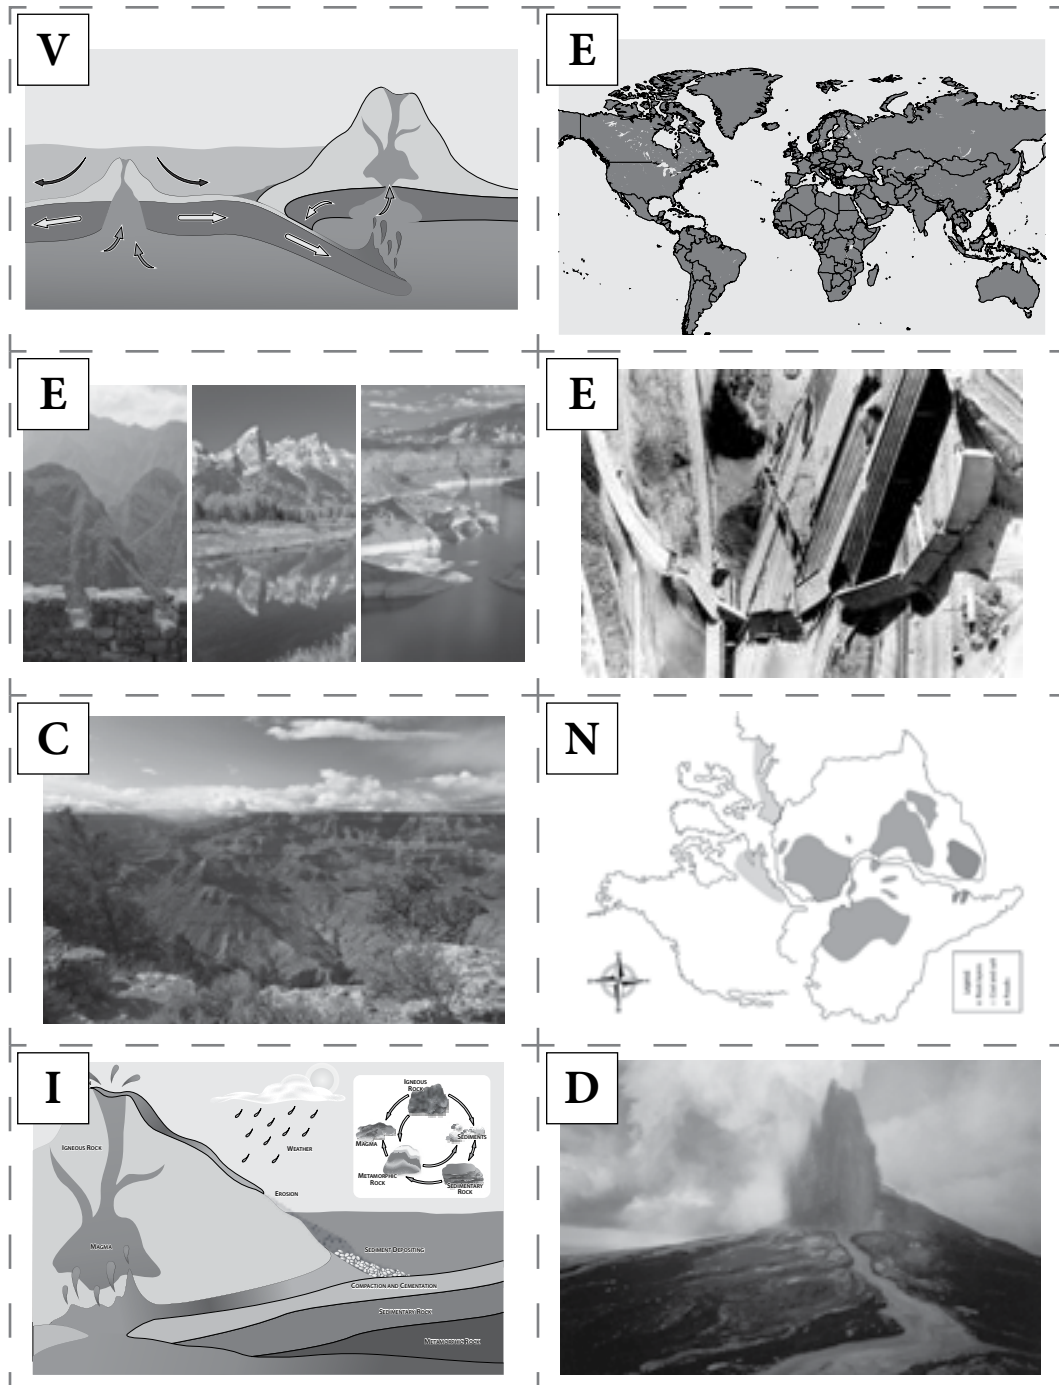 V
E
E
E
C
N
I
IGNEOUS ROCK
MAGMA
WEATHER
EROSION
SEDIMENT DEPOSITING
COMPACTION AND CEMENTATION
SEDIMENTARY ROCK
METAMORPHIC ROCK
IGNEOUS
ROCK
MAGMA
SEDIMENTS
METAMORPHIC
ROCK
SEDIMENTARY
ROCK
D